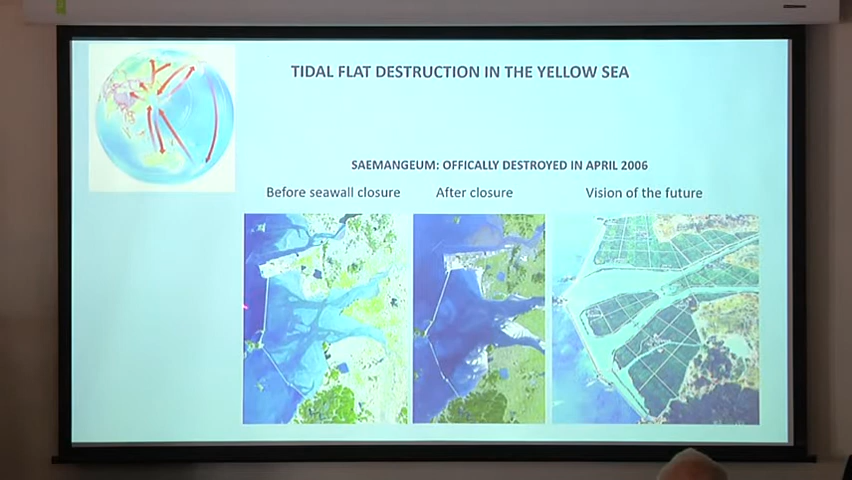 TIDAL FLAT DESTRUCTION IN THE YELLOW SEA
SAEMANGEUM: OFFICALLY DESTROYED IN APRIL 2006
Before seawall closure After closure Vision of the future